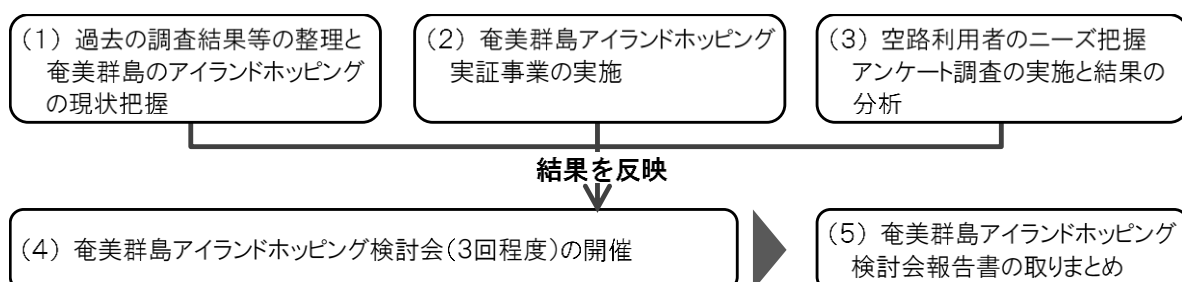 (1) 過去の調査結果等の整理と
奄美群島のアイランドホッピング
の現状把握
(2) 奄美群島アイランドホッピング
実証事業の実施
(3) 空路利用者のニーズ把握
アンケート調査の実施と結果の
分析
結果を反映
(4) 奄美群島アイランドホッピング検討会(3回程度)の開催
(5) 奄美群島アイランドホッピング
検討会報告書の取りまとめ